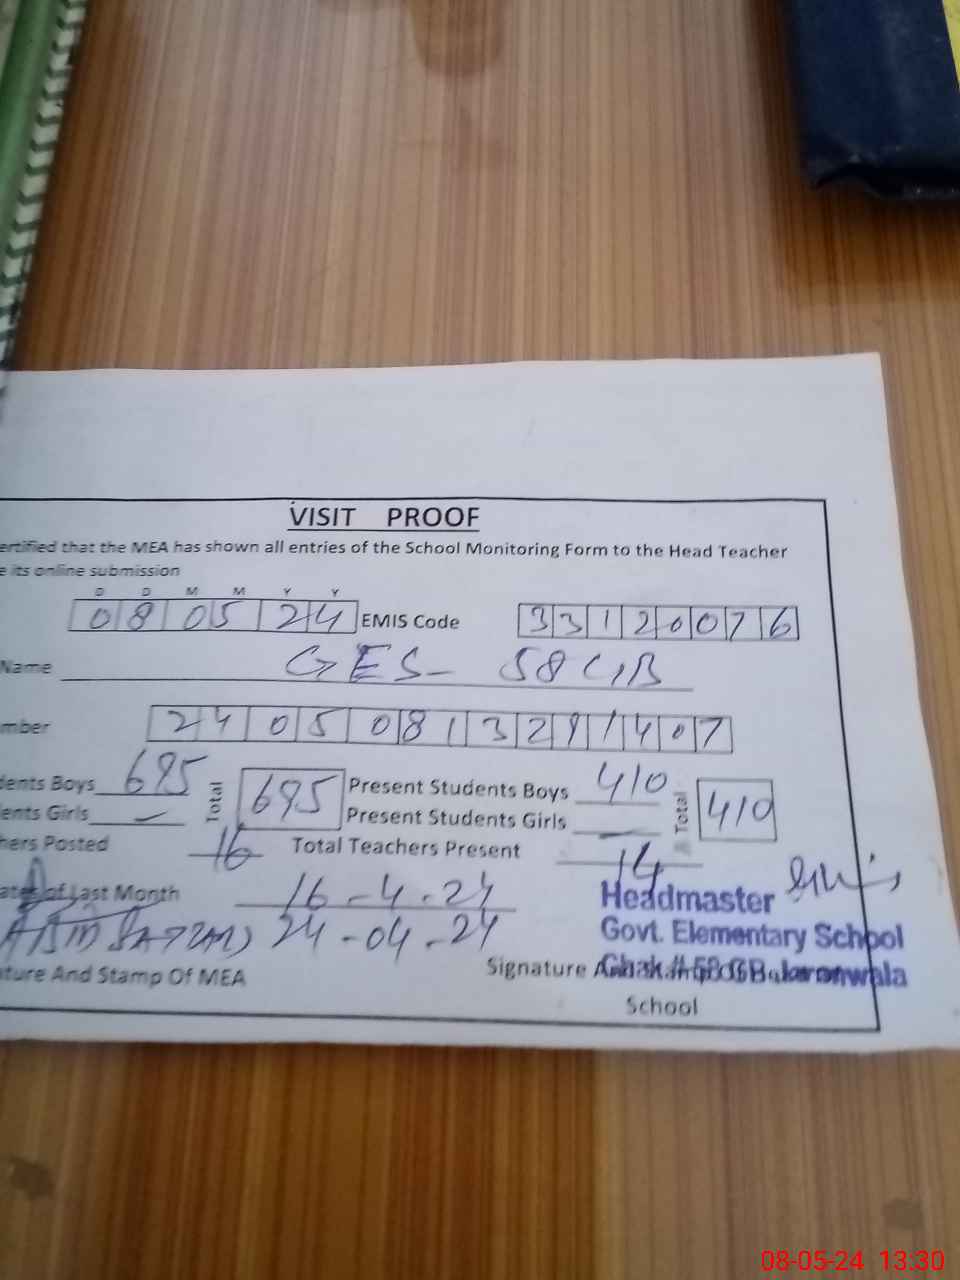 VISIT PROOF
ertified that the MEA has shown all entries of the School Monitoring Form to the Head Teacher
e its online submission
D D M M Y Y
08 05 24 EMIS Code 33120076
Name GES- 58 GB
mber
dents Boys 695 Total 695 Present Students Boys 410 Total 410
ents Girls — Present Students Girls —
hers Posted 16 Total Teachers Present 14
ates of Last Month 16-4-24
24-04-24
Headmaster
Govt. Elementary School
Chak # 58 GB
ture And Stamp Of MEA Signature
School
08-05-24 13:30